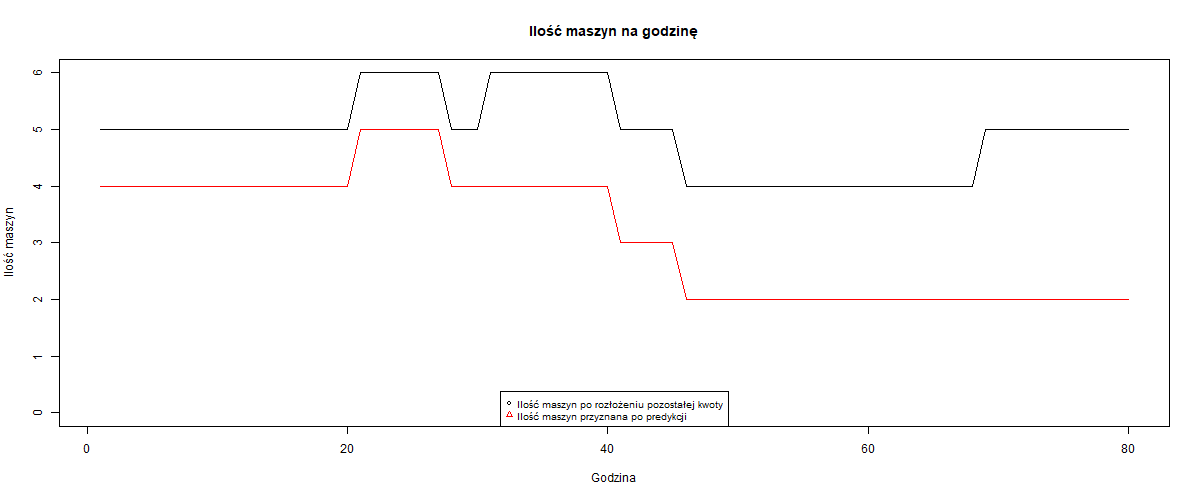 Ilość maszyn na godzinę
Ilość maszyn
6
5
4
3
2
1
0
Ilość maszyn po rozłożeniu pozostałej kwoty
Ilość maszyn przyznana po predykcji
0 20 40 60 80
Godzina